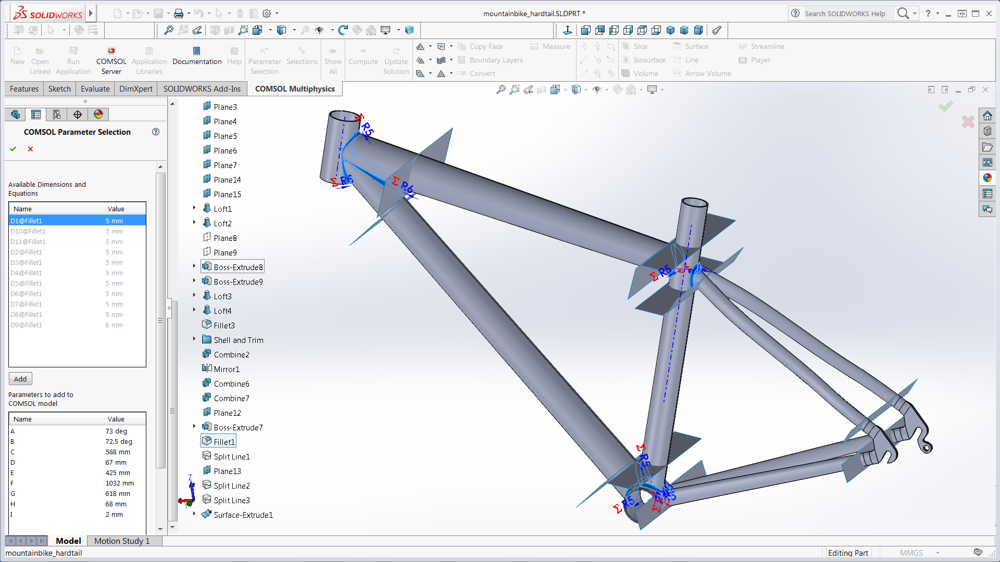 SOLIDWORKS
mountainbike_hardtail.SLDPRT *
Search SOLIDWORKS Help
?
New
Open Linked
Run Application
COMSOL Server
Application Libraries
Documentation
Help
Parameter Selection
Selections
Show All
Compute
Update Solution
Copy Face
Measure
Boundary Layers
Convert
Slice
Surface
Streamline
Isosurface
Line
Player
Volume
Arrow Volume
Features
Sketch
Evaluate
DimXpert
SOLIDWORKS Add-Ins
COMSOL Multiphysics
COMSOL Parameter Selection
Available Dimensions and
Equations
Name Value
D1@Fillet1 5 mm
D10@Fillet1 5 mm
D11@Fillet1 5 mm
D2@Fillet1 5 mm
D3@Fillet1 5 mm
D4@Fillet1 5 mm
D5@Fillet1 5 mm
D6@Fillet1 5 mm
D7@Fillet1 5 mm
D8@Fillet1 5 mm
D9@Fillet1 6 mm
Add
Parameters to add to
COMSOL model
Name Value
A 73 deg
B 72.5 deg
C 588 mm
D 67 mm
E 425 mm
F 1032 mm
G 618 mm
H 68 mm
I 2 mm
Plane3
Plane4
Plane5
Plane6
Plane7
Plane14
Plane15
Loft1
Loft2
Plane8
Plane9
Boss-Extrude8
Boss-Extrude9
Loft3
Loft4
Fillet3
Shell and Trim
Combine2
Mirror1
Combine6
Combine7
Plane12
Boss-Extrude7
Fillet1
Split Line1
Plane13
Split Line2
Split Line3
Surface-Extrude1
Σ R5
Σ R5
Σ R6
Σ R5
Σ R5
Σ R5
Z
Model
Motion Study 1
mountainbike_hardtail
Editing Part
MMGS